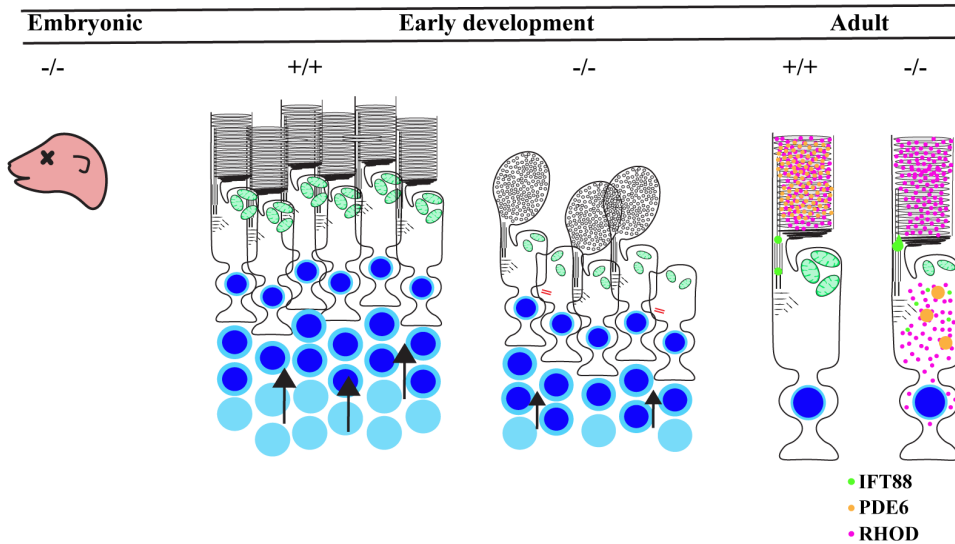 Embryonic Early development Adult
-/- +/+ -/- +/+ -/-
IFT88
PDE6
RHOD